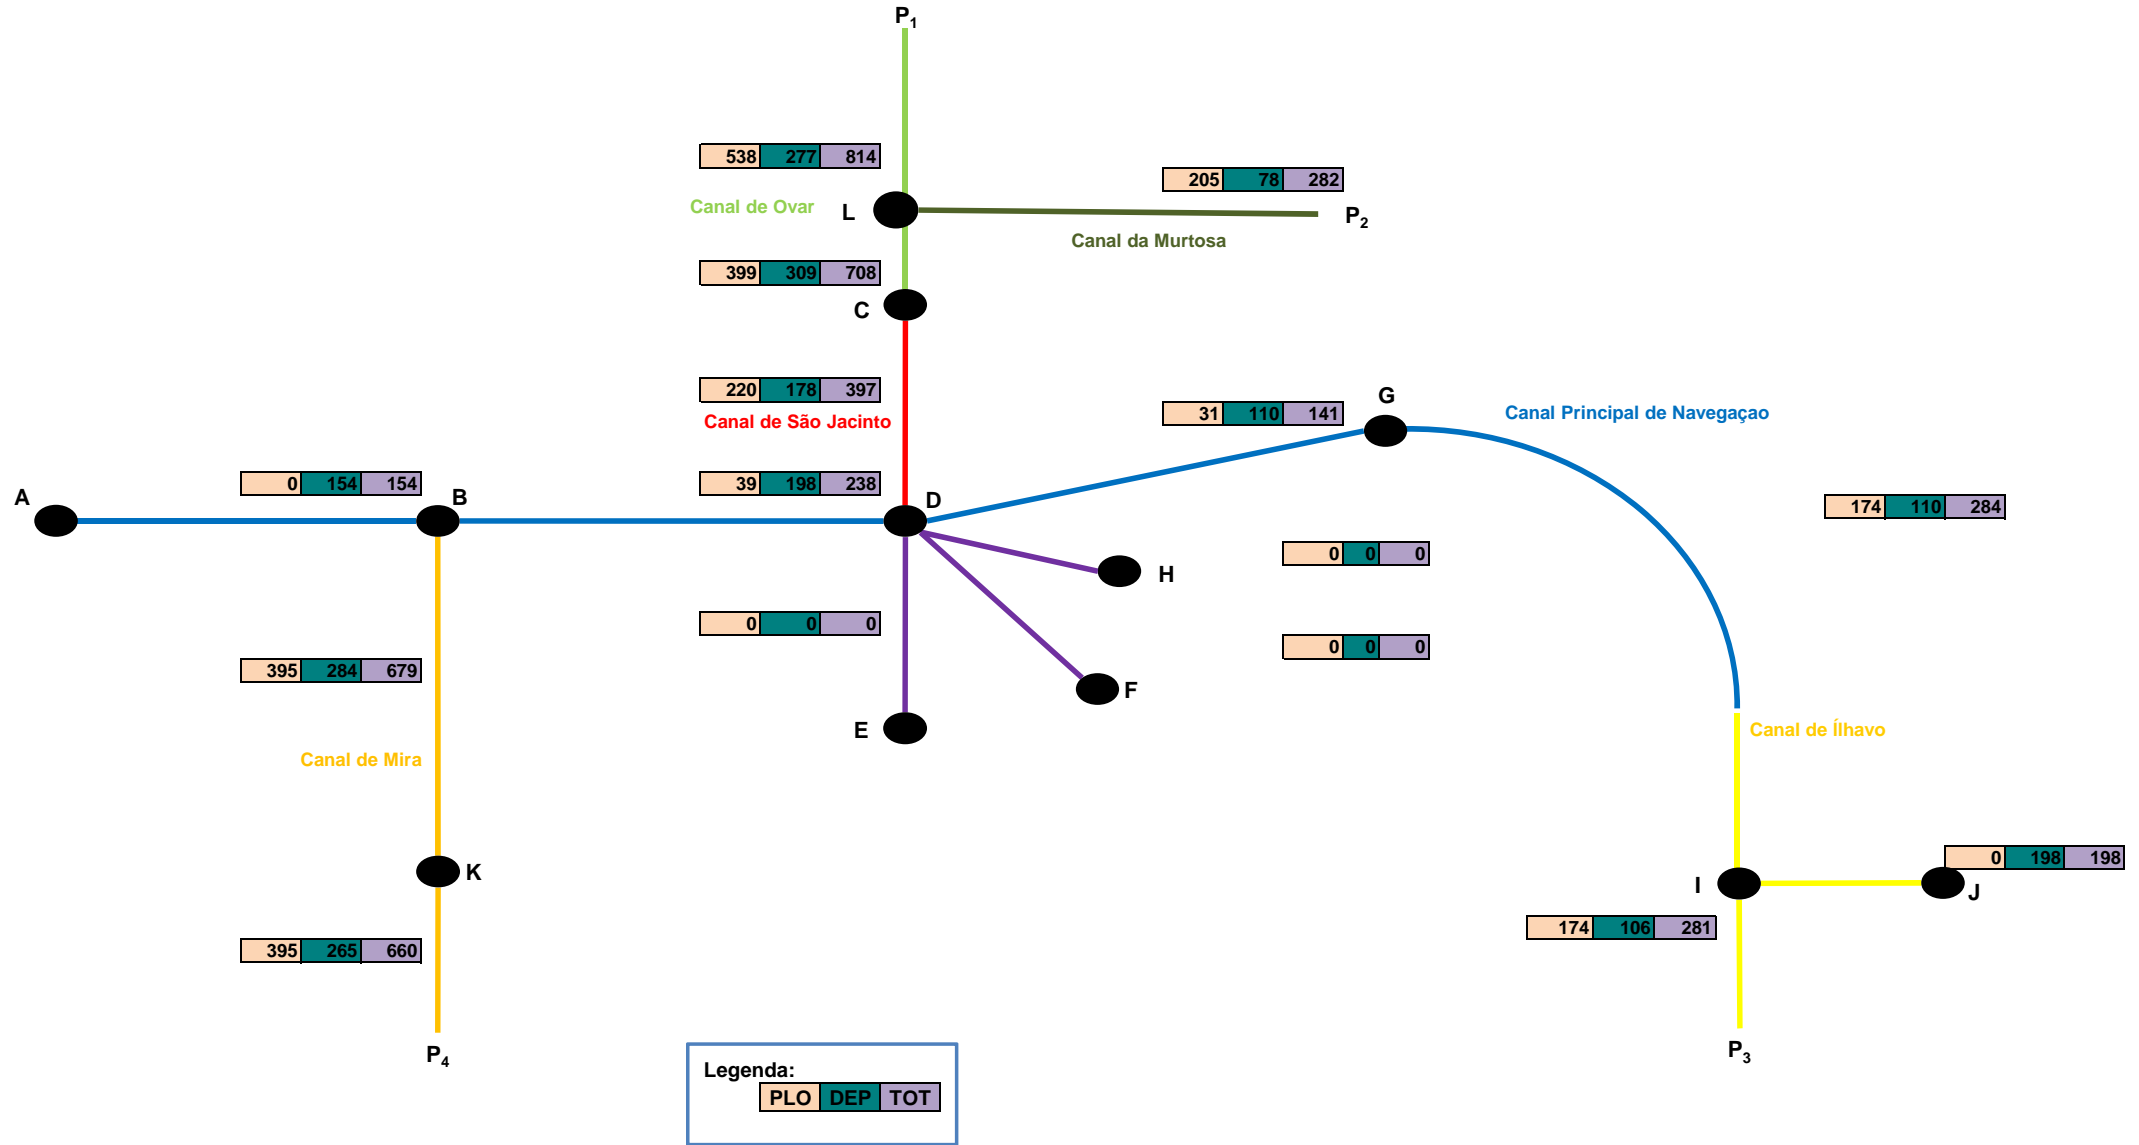 P1
538 277 814
205 78 282
Canal de Ovar
L
P2
Canal da Murtosa
399 309 708
C
220 178 397
G
31 110 141
Canal Principal de Navegaçao
Canal de São Jacinto
0 154 154
39 198 238
A
B
D
174 110 284
0 0 0
H
0 0 0
0 0 0
395 284 679
F
E
Canal de Ílhavo
Canal de Mira
K
0 198 198
I
J
174 106 281
395 265 660
P4
P3
Legenda:
PLO DEP TOT